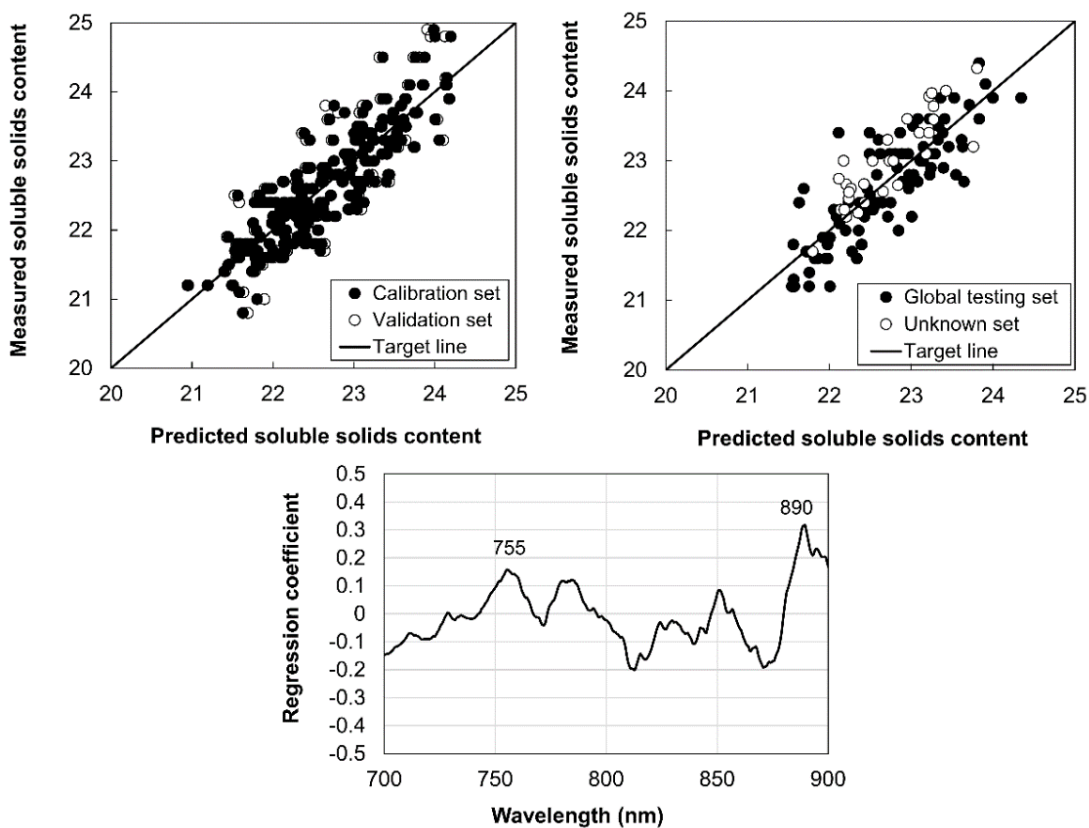 Measured soluble solids content
25
24
23
22
21
20
Calibration set
Validation set
Target line
20 21 22 23 24 25
Predicted soluble solids content
Measured soluble solids content
25
24
23
22
21
20
Global testing set
Unknown set
Target line
20 21 22 23 24 25
Predicted soluble solids content
Regression coefficient
0.5
0.4
0.3
0.2
0.1
0
-0.1
-0.2
-0.3
-0.4
-0.5
755
890
700 750 800 850 900
Wavelength (nm)